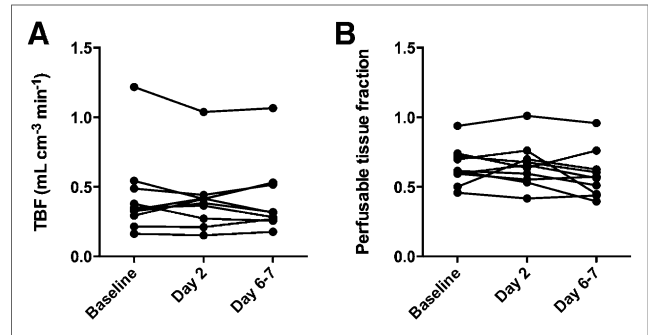 A
TBF (mL cm⁻³ min⁻¹)
1.5
1.0
0.5
0.0
Baseline
Day 2
Day 6-7
B
Perfusable tissue fraction
1.5
1.0
0.5
0.0
Baseline
Day 2
Day 6-7